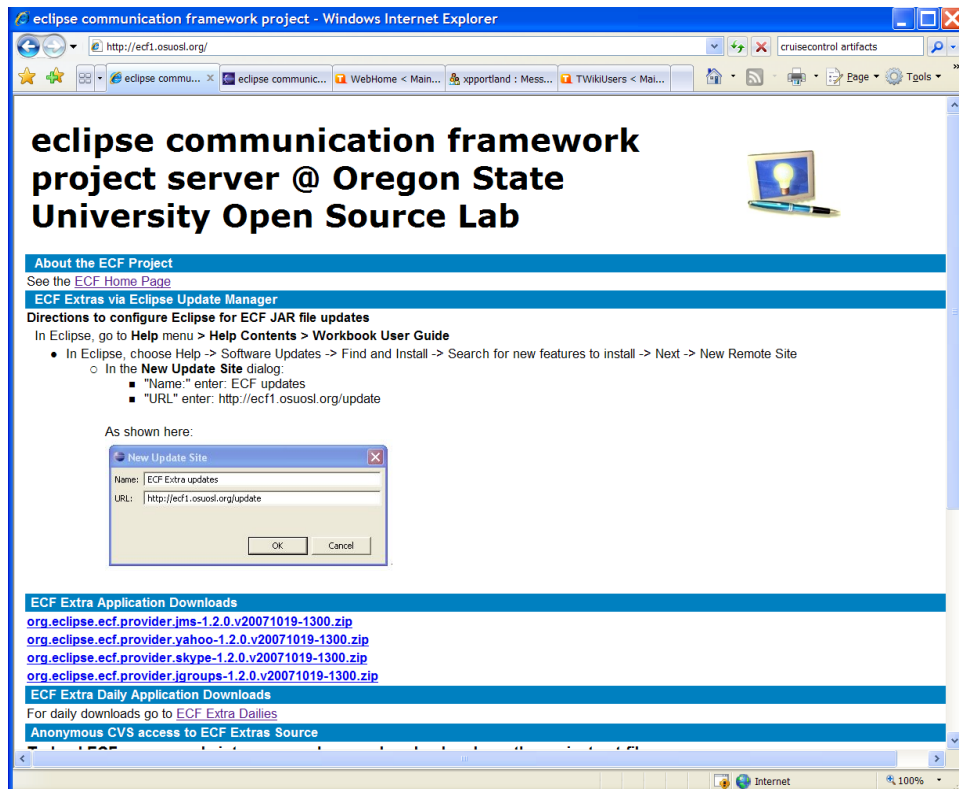 eclipse communication framework project - Windows Internet Explorer
http://ecf1.osuosl.org/
cruisecontrol artifacts
eclipse commu...
eclipse communic...
WebHome < Main...
xpportland : Mess...
TWikiUsers < Mai...
Page
Tools
»
eclipse communication framework
project server @ Oregon State
University Open Source Lab
About the ECF Project
See the ECF Home Page
ECF Extras via Eclipse Update Manager
Directions to configure Eclipse for ECF JAR file updates
In Eclipse, go to Help menu > Help Contents > Workbook User Guide
In Eclipse, choose Help -> Software Updates -> Find and Install -> Search for new features to install -> Next -> New Remote Site
In the New Update Site dialog:
"Name:" enter: ECF updates
"URL" enter: http://ecf1.osuosl.org/update
As shown here:
New Update Site
Name: ECF Extra updates
URL: http://ecf1.osuosl.org/update
OK Cancel
.
ECF Extra Application Downloads
org.eclipse.ecf.provider.jms-1.2.0.v20071019-1300.zip
org.eclipse.ecf.provider.yahoo-1.2.0.v20071019-1300.zip
org.eclipse.ecf.provider.skype-1.2.0.v20071019-1300.zip
org.eclipse.ecf.provider.jgroups-1.2.0.v20071019-1300.zip
ECF Extra Daily Application Downloads
For daily downloads go to ECF Extra Dailies
Anonymous CVS access to ECF Extras Source
Internet
100%